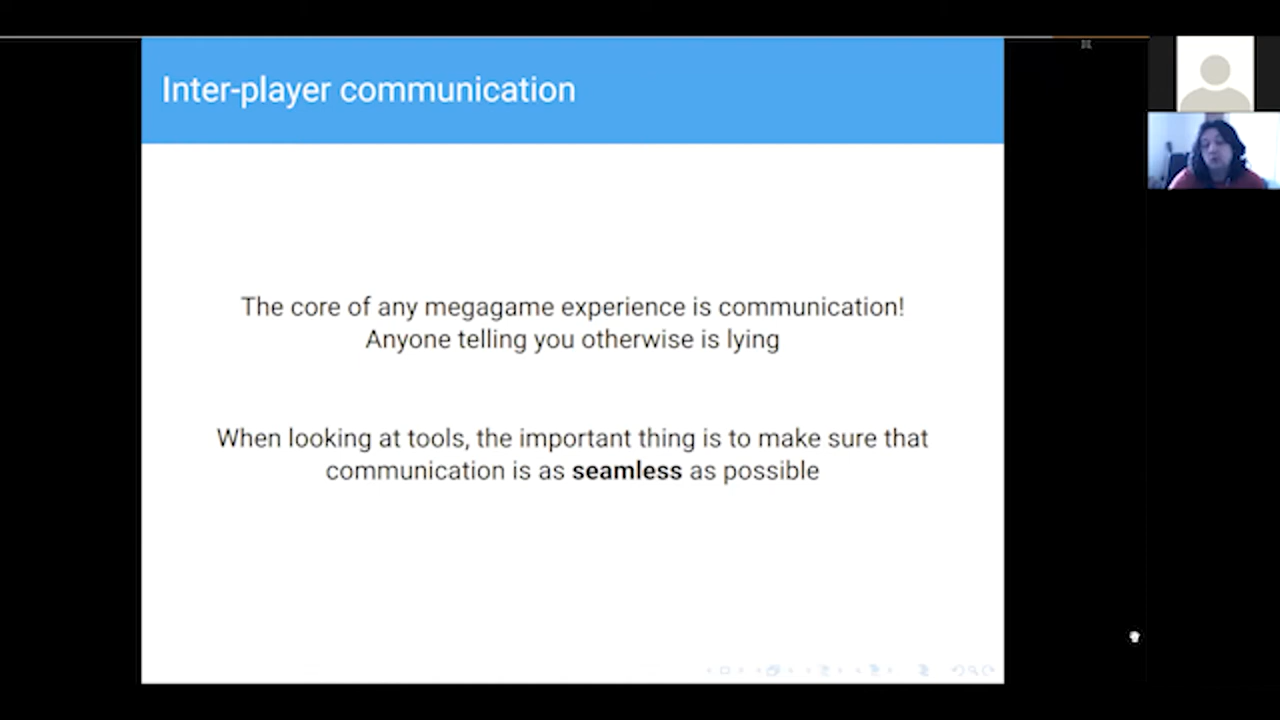 Inter-player communication
The core of any megagame experience is communication!
Anyone telling you otherwise is lying
When looking at tools, the important thing is to make sure that
communication is as seamless as possible